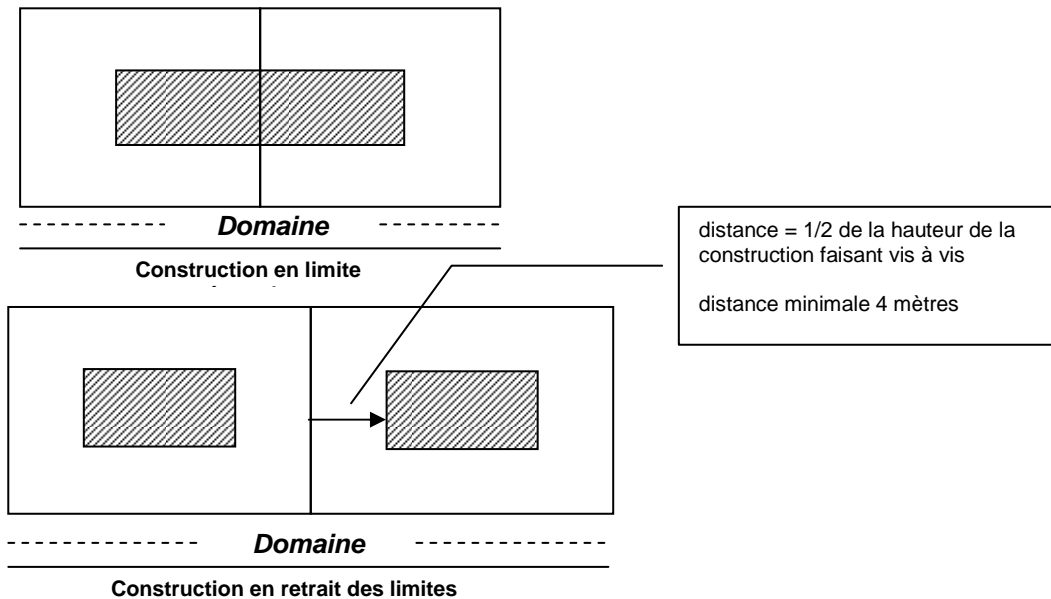 Domaine
Construction en limite
distance = 1/2 de la hauteur de la
construction faisant vis à vis
distance minimale 4 mètres
Domaine
Construction en retrait des limites